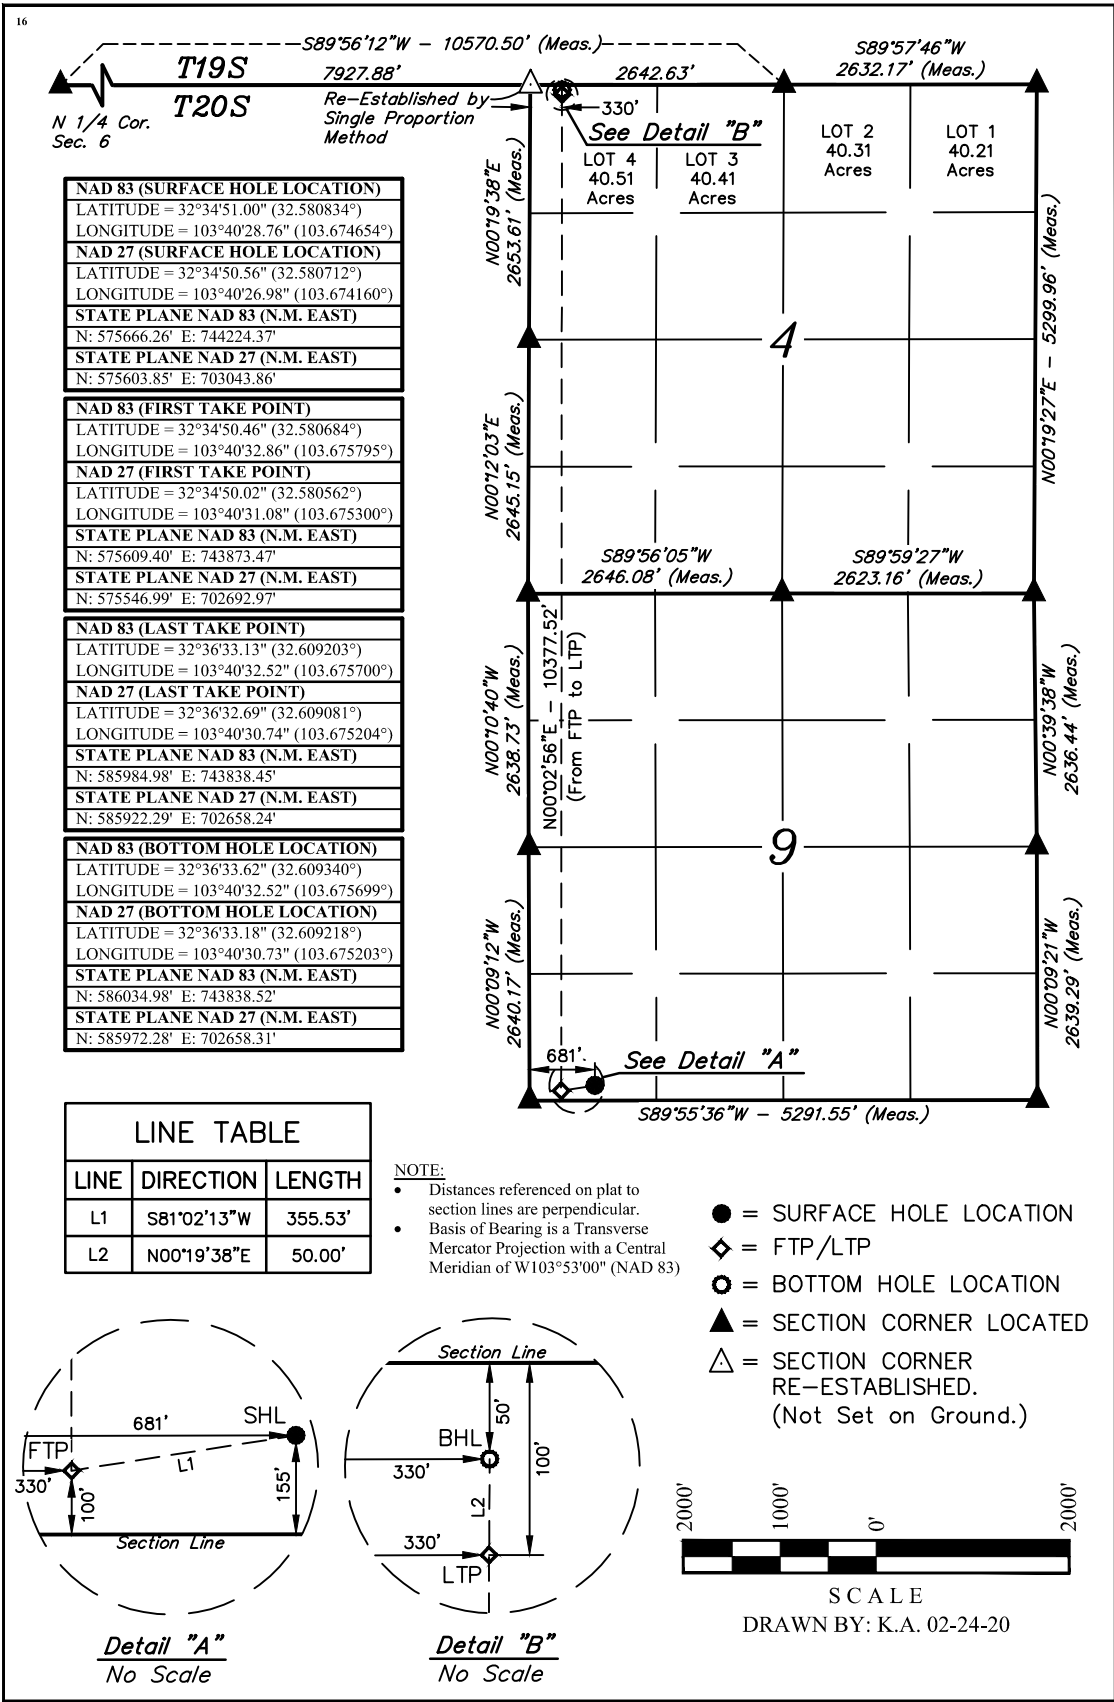 16
S89°56'12"W - 10570.50' (Meas.)
T19S
T20S
7927.88'
2642.63'
S89°57'46"W
2632.17' (Meas.)
N 1/4 Cor.
Sec. 6
Re-Established by
Single Proportion
Method
330'
See Detail "B"
LOT 4
40.51
Acres
LOT 3
40.41
Acres
LOT 2
40.31
Acres
LOT 1
40.21
Acres
N00°19'38"E
2653.61' (Meas.)
N00°19'27"E - 5299.96' (Meas.)
4
N00°12'03"E
2645.15' (Meas.)
S89°56'05"W
2646.08' (Meas.)
S89°59'27"W
2623.16' (Meas.)
N00°10'40"W
2638.73' (Meas.)
N00°02'56"E - 10377.52'
(From FTP to LTP)
N00°39'38"W
2636.44' (Meas.)
9
N00°09'12"W
2640.17' (Meas.)
N00°09'21"W
2639.29' (Meas.)
681'
See Detail "A"
S89°55'36"W - 5291.55' (Meas.)
NAD 83 (SURFACE HOLE LOCATION)
LATITUDE = 32°34'51.00" (32.580834°)
LONGITUDE = 103°40'28.76" (103.674654°)
NAD 27 (SURFACE HOLE LOCATION)
LATITUDE = 32°34'50.56" (32.580712°)
LONGITUDE = 103°40'26.98" (103.674160°)
STATE PLANE NAD 83 (N.M. EAST)
N: 575666.26' E: 744224.37'
STATE PLANE NAD 27 (N.M. EAST)
N: 575603.85' E: 703043.86'
NAD 83 (FIRST TAKE POINT)
LATITUDE = 32°34'50.46" (32.580684°)
LONGITUDE = 103°40'32.86" (103.675795°)
NAD 27 (FIRST TAKE POINT)
LATITUDE = 32°34'50.02" (32.580562°)
LONGITUDE = 103°40'31.08" (103.675300°)
STATE PLANE NAD 83 (N.M. EAST)
N: 575609.40' E: 743873.47'
STATE PLANE NAD 27 (N.M. EAST)
N: 575546.99' E: 702692.97'
NAD 83 (LAST TAKE POINT)
LATITUDE = 32°36'33.13" (32.609203°)
LONGITUDE = 103°40'32.52" (103.675700°)
NAD 27 (LAST TAKE POINT)
LATITUDE = 32°36'32.69" (32.609081°)
LONGITUDE = 103°40'30.74" (103.675204°)
STATE PLANE NAD 83 (N.M. EAST)
N: 585984.98' E: 743838.45'
STATE PLANE NAD 27 (N.M. EAST)
N: 585922.29' E: 702658.24'
NAD 83 (BOTTOM HOLE LOCATION)
LATITUDE = 32°36'33.62" (32.609340°)
LONGITUDE = 103°40'32.52" (103.675699°)
NAD 27 (BOTTOM HOLE LOCATION)
LATITUDE = 32°36'33.18" (32.609218°)
LONGITUDE = 103°40'30.73" (103.675203°)
STATE PLANE NAD 83 (N.M. EAST)
N: 586034.98' E: 743838.52'
STATE PLANE NAD 27 (N.M. EAST)
N: 585972.28' E: 702658.31'
LINE TABLE
LINE DIRECTION LENGTH
L1 S81°02'13"W 355.53'
L2 N00°19'38"E 50.00'
NOTE:
• Distances referenced on plat to
section lines are perpendicular.
• Basis of Bearing is a Transverse
Mercator Projection with a Central
Meridian of W103°53'00" (NAD 83)
= SURFACE HOLE LOCATION
= FTP/LTP
= BOTTOM HOLE LOCATION
= SECTION CORNER LOCATED
= SECTION CORNER
RE-ESTABLISHED.
(Not Set on Ground.)
681'
SHL
FTP
L1
330'
100'
155'
Section Line
Detail "A"
No Scale
Section Line
50'
BHL
100'
330'
L2
330'
LTP
Detail "B"
No Scale
2000'
1000'
0'
2000'
SCALE
DRAWN BY: K.A. 02-24-20